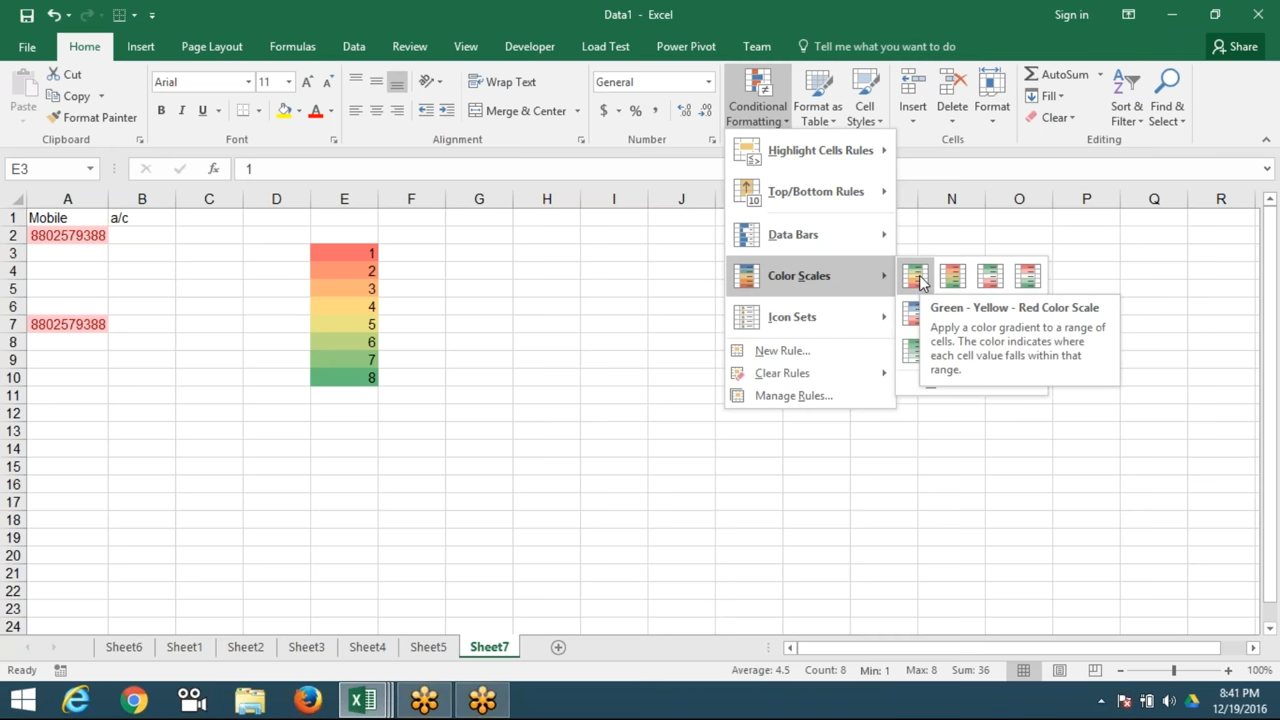 Data1 - Excel
Sign in
File Home Insert Page Layout Formulas Data Review View Developer Load Test Power Pivot Team Tell me what you want to do Share
Paste
Cut
Copy
Format Painter
Clipboard
Arial 11
B I U
Font
Wrap Text
Merge & Center
Alignment
General
$ % ,
Number
Conditional Formatting
Format as Table
Cell Styles
Insert Delete Format
Cells
AutoSum
Fill
Clear
Sort & Filter
Find & Select
Editing
E3 fx 1
A B C D E F G H I J N O P Q R
1 Mobile a/c
2 8802579388
3 1
4 2
5 3
6 4
7 8802579388 5
8 6
9 7
10 8
11
12
13
14
15
16
17
18
19
20
21
22
23
24
Highlight Cells Rules
Top/Bottom Rules
Data Bars
Color Scales
Icon Sets
New Rule...
Clear Rules
Manage Rules...
Green - Yellow - Red Color Scale
Apply a color gradient to a range of
cells. The color indicates where
each cell value falls within that
range.
Sheet6 Sheet1 Sheet2 Sheet3 Sheet4 Sheet5 Sheet7
Ready Average: 4.5 Count: 8 Min: 1 Max: 8 Sum: 36 100%
8:41 PM
12/19/2016